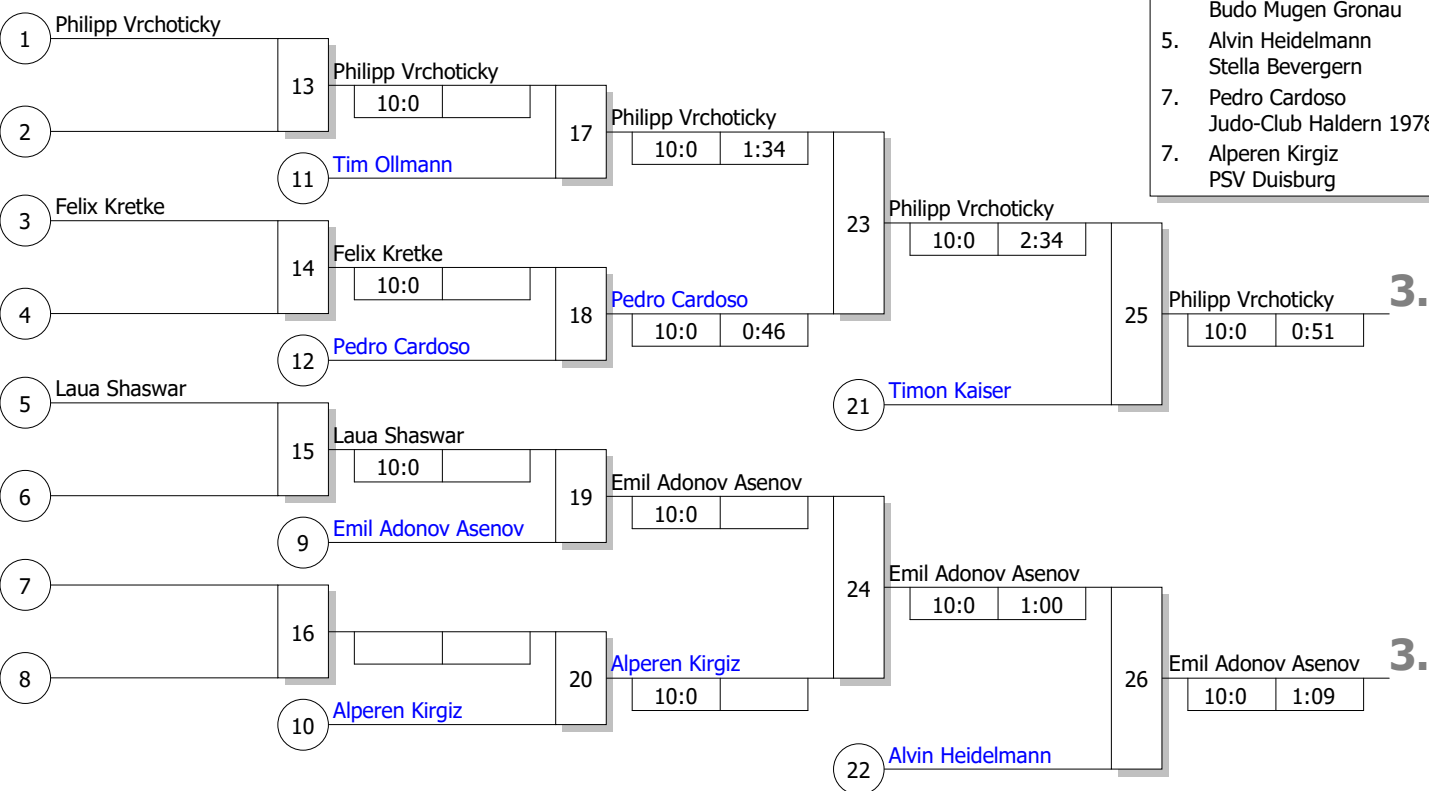 Budo Mugen Gronau
5. Alvin Heidelmann
Stella Bevergern
7. Pedro Cardoso
Judo-Club Haldern 1978
7. Alperen Kirgiz
PSV Duisburg
1 Philipp Vrchoticky
2
13
Philipp Vrchoticky
10:0
11 Tim Ollmann
17
Philipp Vrchoticky
10:0 1:34
3 Felix Kretke
4
14
Felix Kretke
10:0
12 Pedro Cardoso
18
Pedro Cardoso
10:0 0:46
23
Philipp Vrchoticky
10:0 2:34
21 Timon Kaiser
25
Philipp Vrchoticky 3.
10:0 0:51
5 Laua Shaswar
6
15
Laua Shaswar
10:0
9 Emil Adonov Asenov
19
Emil Adonov Asenov
10:0
7
8
16
10 Alperen Kirgiz
20
Alperen Kirgiz
10:0
24
Emil Adonov Asenov
10:0 1:00
22 Alvin Heidelmann
26
Emil Adonov Asenov 3.
10:0 1:09